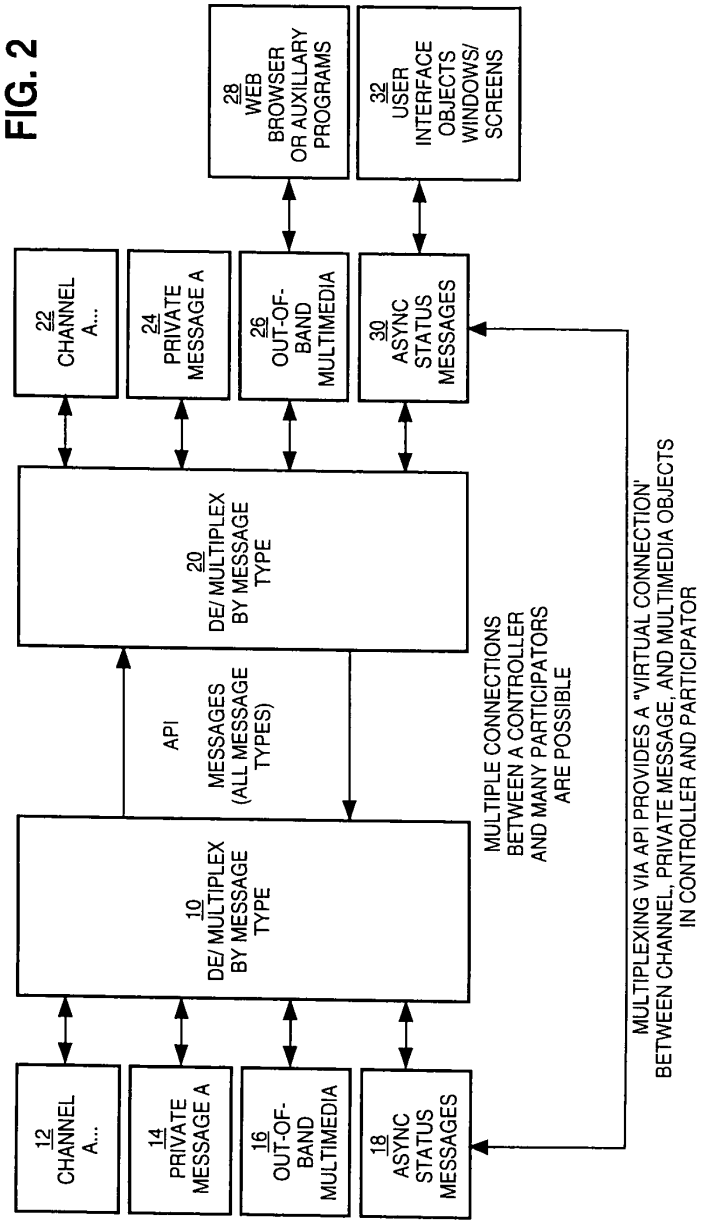 FIG. 2
12
CHANNEL
A...
14
PRIVATE
MESSAGE A
16
OUT-OF-
BAND
MULTIMEDIA
18
ASYNC
STATUS
MESSAGES
10
DE/ MULTIPLEX
BY MESSAGE
TYPE
API
MESSAGES
(ALL MESSAGE
TYPES)
MULTIPLE CONNECTIONS
BETWEEN A CONTROLLER
AND MANY PARTICIPATORS
ARE POSSIBLE
20
DE/ MULTIPLEX
BY MESSAGE
TYPE
22
CHANNEL
A...
24
PRIVATE
MESSAGE A
26
OUT-OF-
BAND
MULTIMEDIA
30
ASYNC
STATUS
MESSAGES
28
WEB
BROWSER
OR AUXILLARY
PROGRAMS
32
USER
INTERFACE
OBJECTS
WINDOWS/
SCREENS
MULTIPLEXING VIA API PROVIDES A "VIRTUAL CONNECTION'
BETWEEN CHANNEL, PRIVATE MESSAGE, AND MULTIMEDIA OBJECTS
IN CONTROLLER AND PARTICIPATOR